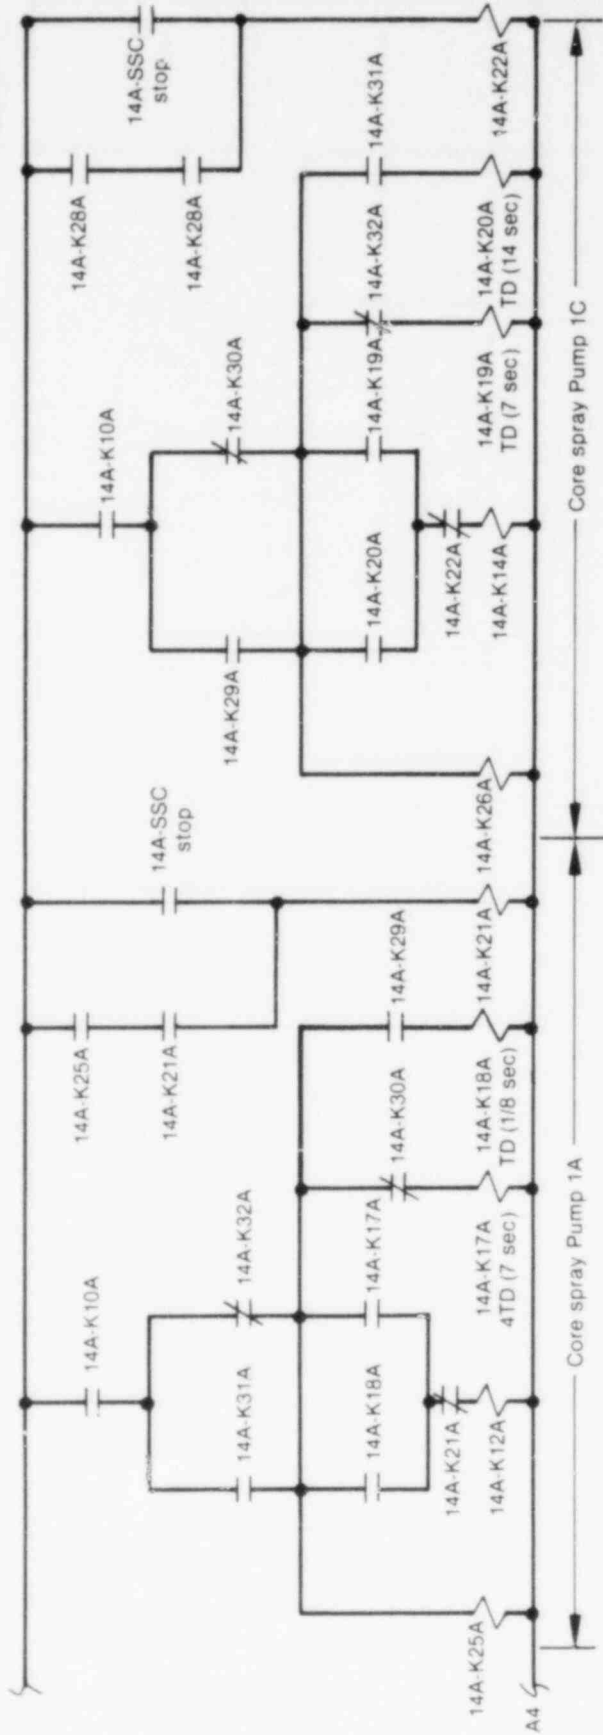 14A-K10A
14A-K31A
14A-K32A
14A-K18A
14A-K17A
14A-K21A
14A-K12A
14A-K25A
A4
14A-K30A
14A-K17A
4TD (7 sec)
14A-K29A
14A-K18A
TD (1/8 sec)
14A-K25A
14A-K21A
14A-SSC
stop
14A-K21A
Core spray Pump 1A
14A-K10A
14A-K29A
14A-K30A
14A-K20A
14A-K19A
14A-K22A
14A-K14A
14A-K26A
14A-K32A
14A-K19A
TD (7 sec)
14A-K31A
14A-K20A
TD (14 sec)
14A-K28A
14A-K28A
14A-SSC
stop
14A-K22A
Core spray Pump 1C